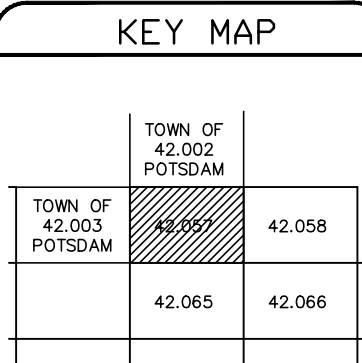 KEY MAP
TOWN OF
42.002
POTSDAM
TOWN OF
42.003
POTSDAM
42.057
42.058
42.065
42.066